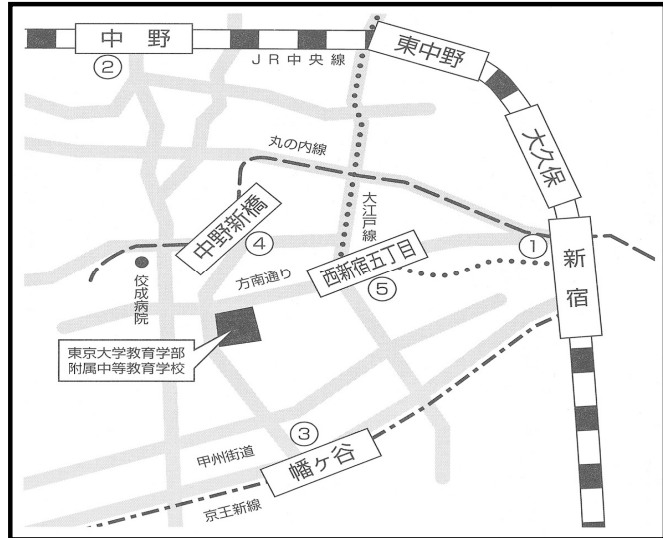 中野
東中野
②
JR中央線
大久保
丸の内線
大江戸線
中野新橋
④
①
新宿
西新宿五丁目
方南通り
⑤
佼成病院
東京大学教育学部
附属中等教育学校
③
甲州街道
幡ヶ谷
京王新線